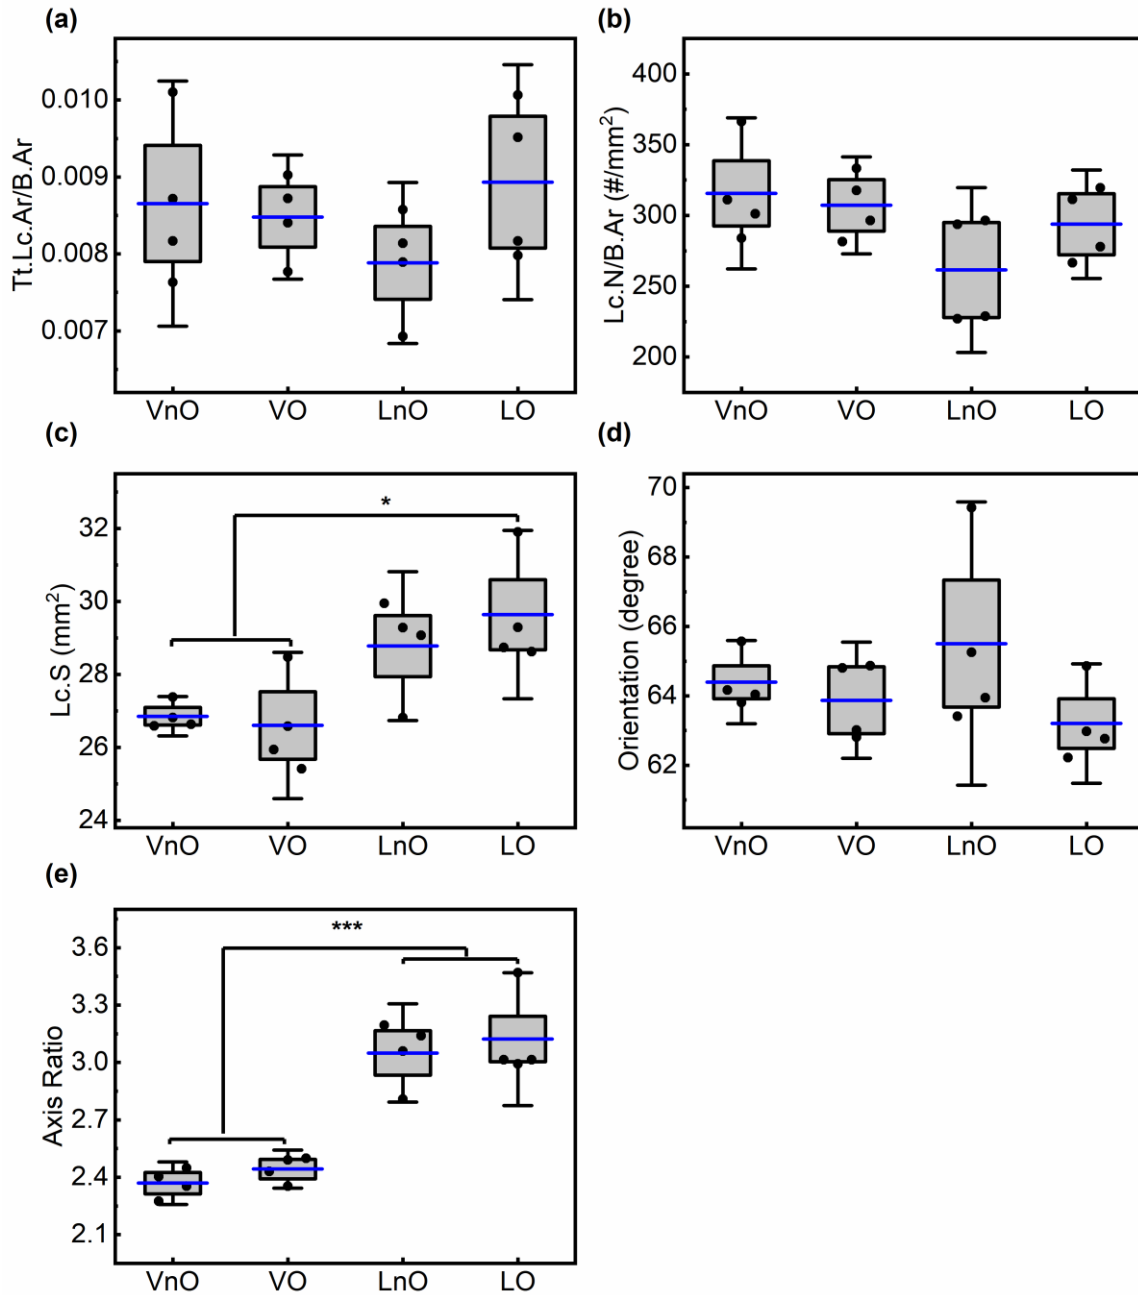 (a)
Tt.Lc.Ar/B.Ar
0.010
0.009
0.008
0.007
VnO VO LnO LO
(b)
Lc.N/B.Ar (#/mm²)
400
350
300
250
200
VnO VO LnO LO
(c)
Lc.S (mm²)
32
30
28
26
24
*
VnO VO LnO LO
(d)
Orientation (degree)
70
68
66
64
62
VnO VO LnO LO
(e)
Axis Ratio
3.6
3.3
3.0
2.7
2.4
2.1
***
VnO VO LnO LO